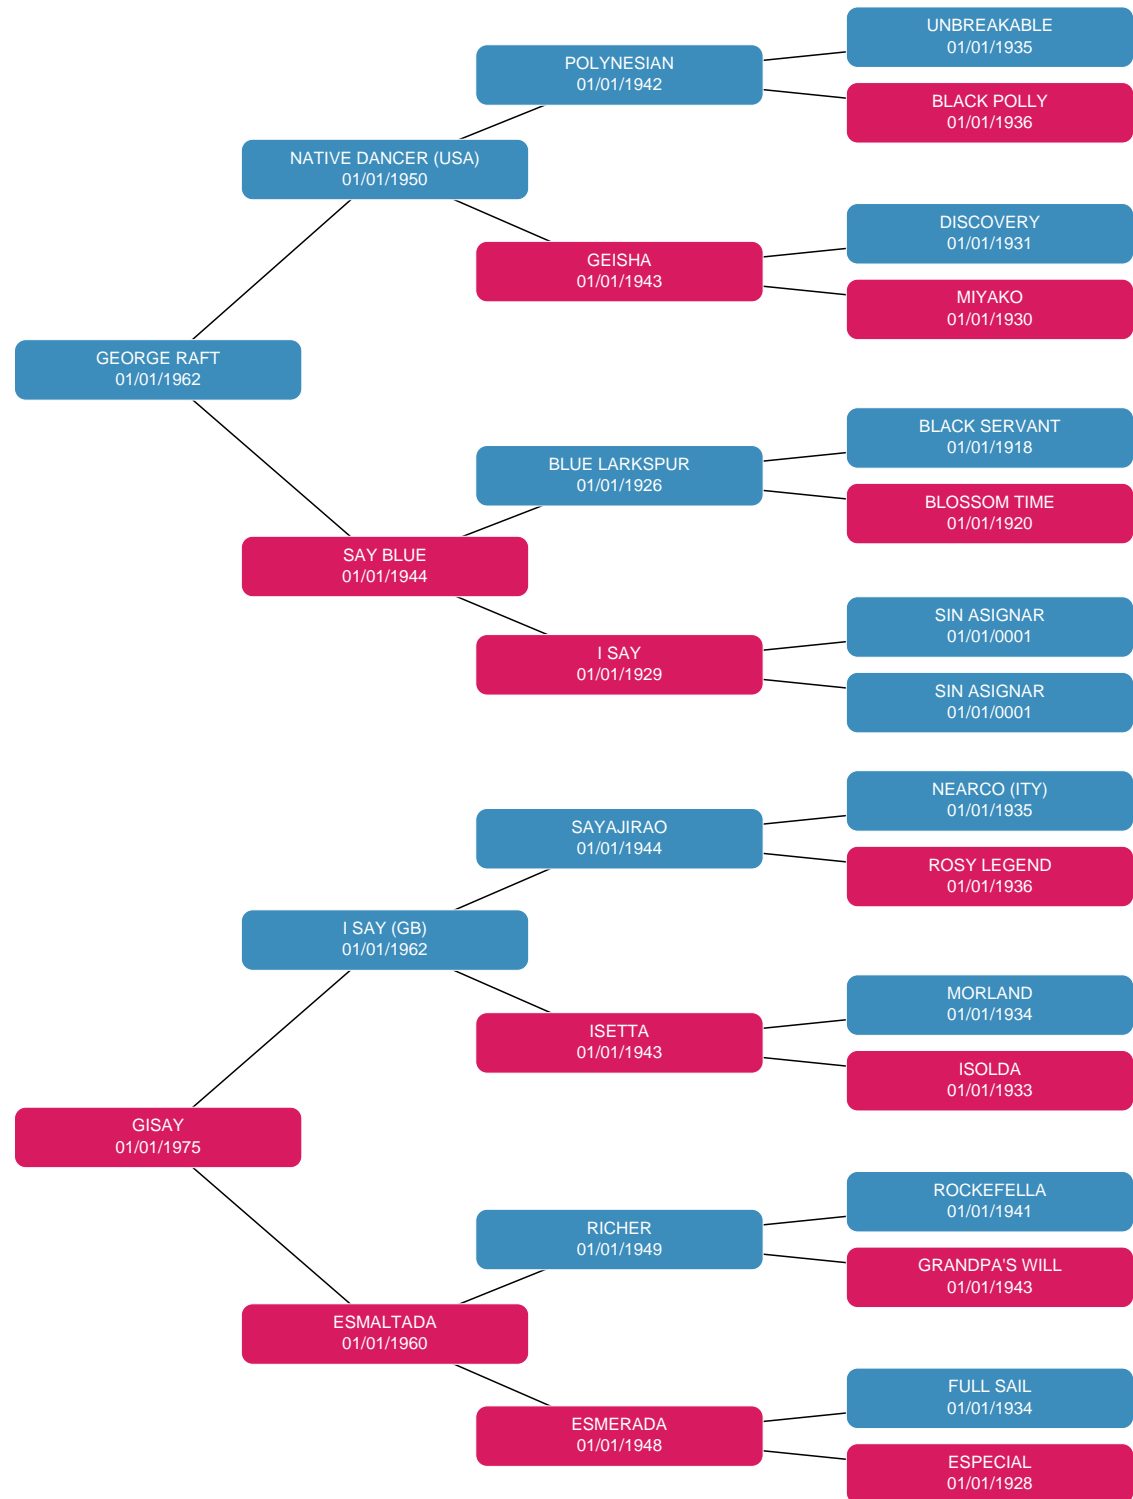 UNBREAKABLE
01/01/1935
POLYNESIAN
01/01/1942
BLACK POLLY
01/01/1936
NATIVE DANCER (USA)
01/01/1950
DISCOVERY
01/01/1931
GEISHA
01/01/1943
MIYAKO
01/01/1930
GEORGE RAFT
01/01/1962
BLACK SERVANT
01/01/1918
BLUE LARKSPUR
01/01/1926
BLOSSOM TIME
01/01/1920
SAY BLUE
01/01/1944
SIN ASIGNAR
01/01/0001
I SAY
01/01/1929
SIN ASIGNAR
01/01/0001
NEARCO (ITY)
01/01/1935
SAYAJIRAO
01/01/1944
ROSY LEGEND
01/01/1936
I SAY (GB)
01/01/1962
MORLAND
01/01/1934
ISETTA
01/01/1943
ISOLDA
01/01/1933
GISAY
01/01/1975
ROCKEFELLA
01/01/1941
RICHER
01/01/1949
GRANDPA'S WILL
01/01/1943
ESMALTADA
01/01/1960
FULL SAIL
01/01/1934
ESMERADA
01/01/1948
ESPECIAL
01/01/1928